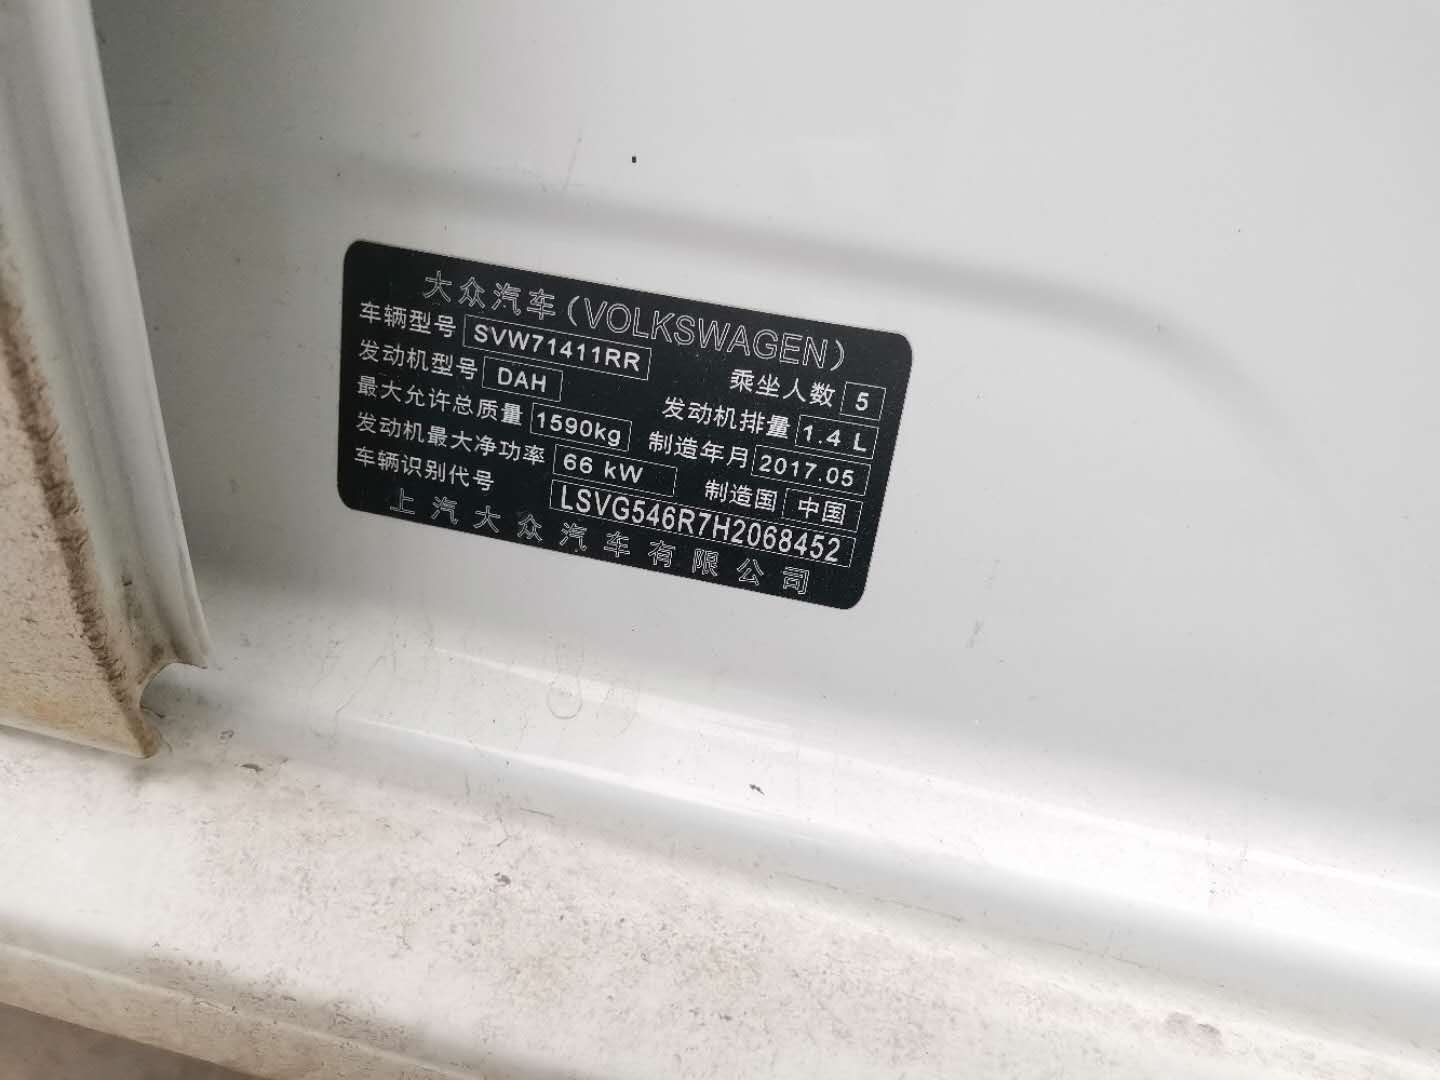 大众汽车(VOLKSWAGEN)
车辆型号 SVW71411RR
乘坐人数 5
发动机型号 DAH
发动机排量 1.4 L
最大允许总质量 1590kg
制造年月 2017.05
发动机最大净功率 66 kW
制造国 中国
车辆识别代号 LSVG546R7H2068452
上汽大众汽车有限公司